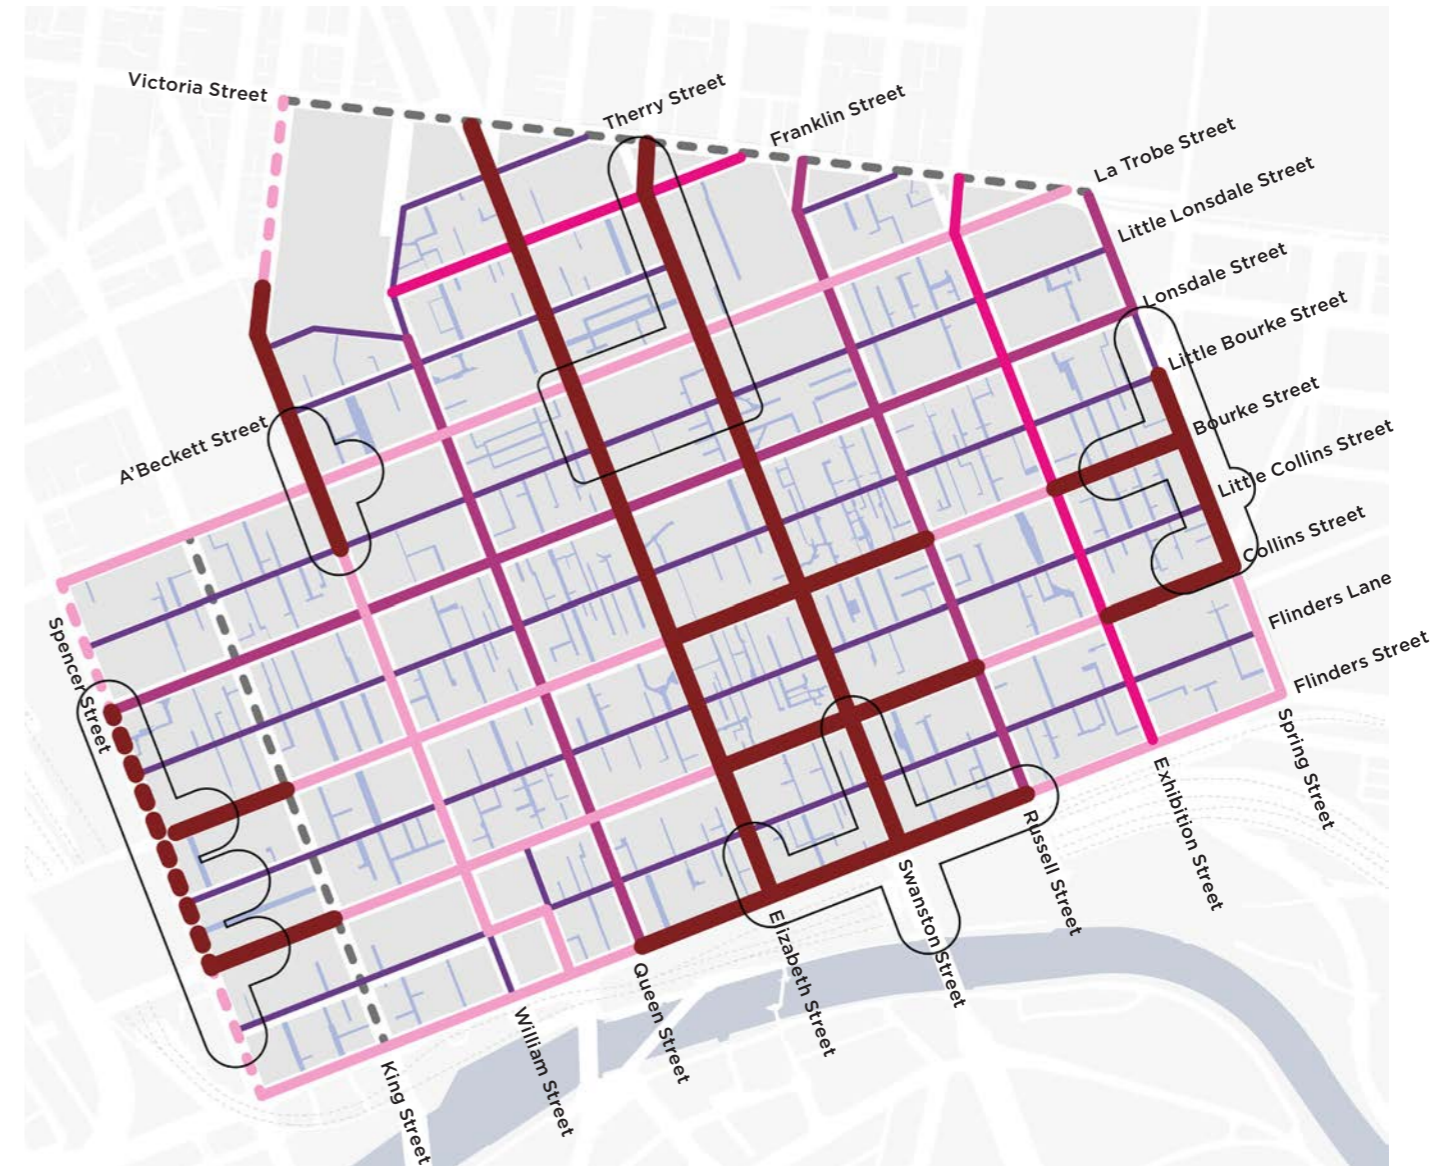 Victoria Street
Therry Street
Franklin Street
La Trobe Street
Little Lonsdale Street
Lonsdale Street
Little Bourke Street
Bourke Street
A'Beckett Street
Little Collins Street
Collins Street
Flinders Lane
Flinders Street
Spencer Street
King Street
William Street
Queen Street
Elizabeth Street
Swanston Street
Russell Street
Exhibition Street
Spring Street